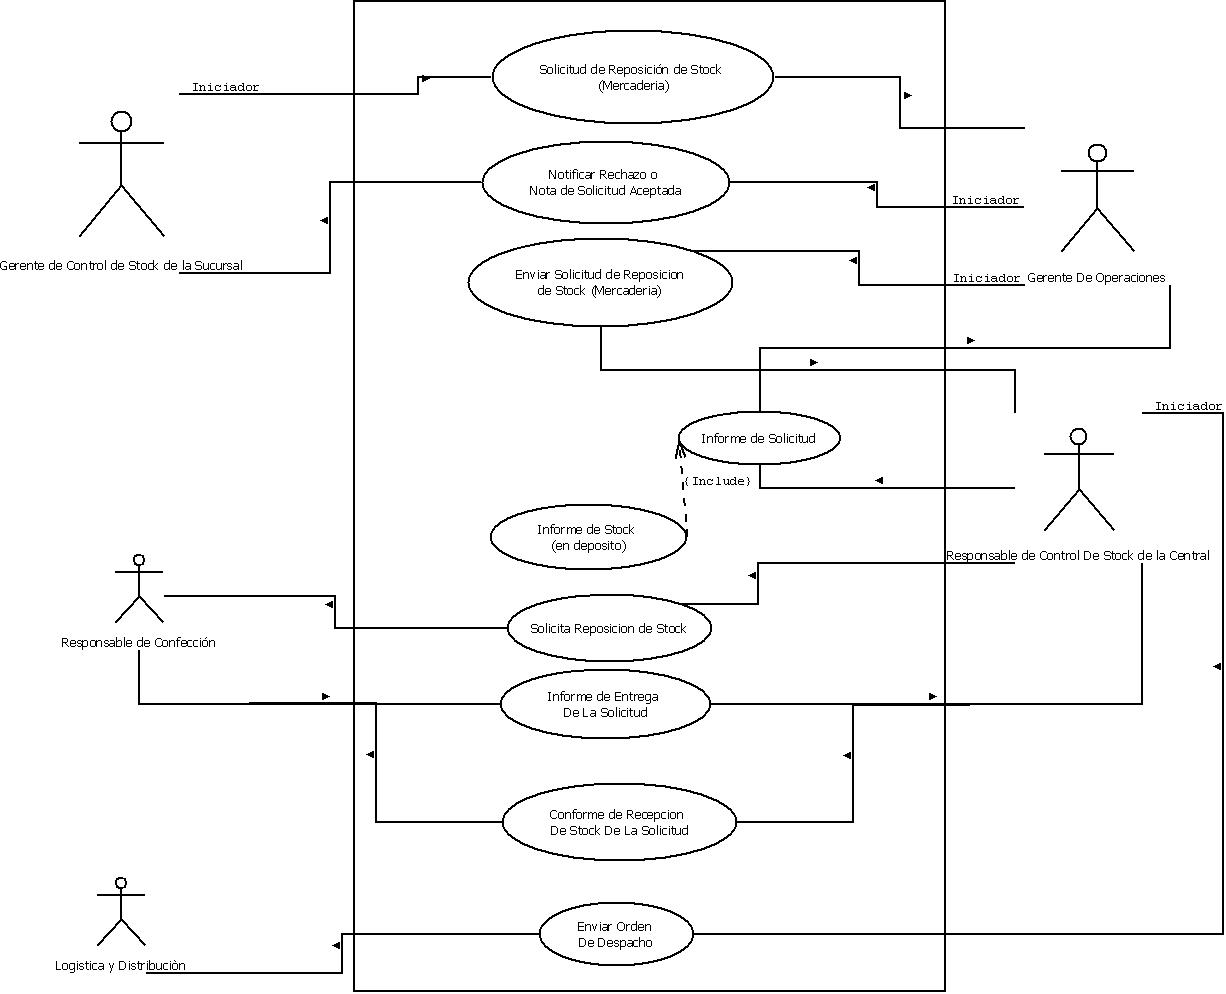 Solicitud de Reposición de Stock
(Mercaderia)
Iniciador
Notificar Rechazo o
Nota de Solicitud Aceptada
Iniciador
Gerente de Control de Stock de la Sucursal
Enviar Solicitud de Reposicion
de Stock (Mercaderia)
Iniciador
Gerente De Operaciones
Iniciador
Informe de Solicitud
{Include}
Informe de Stock
(en deposito)
Responsable de Control De Stock de la Central
Solicita Reposicion de Stock
Responsable de Confección
Informe de Entrega
De La Solicitud
Conforme de Recepcion
De Stock De La Solicitud
Enviar Orden
De Despacho
Logistica y Distribuciòn